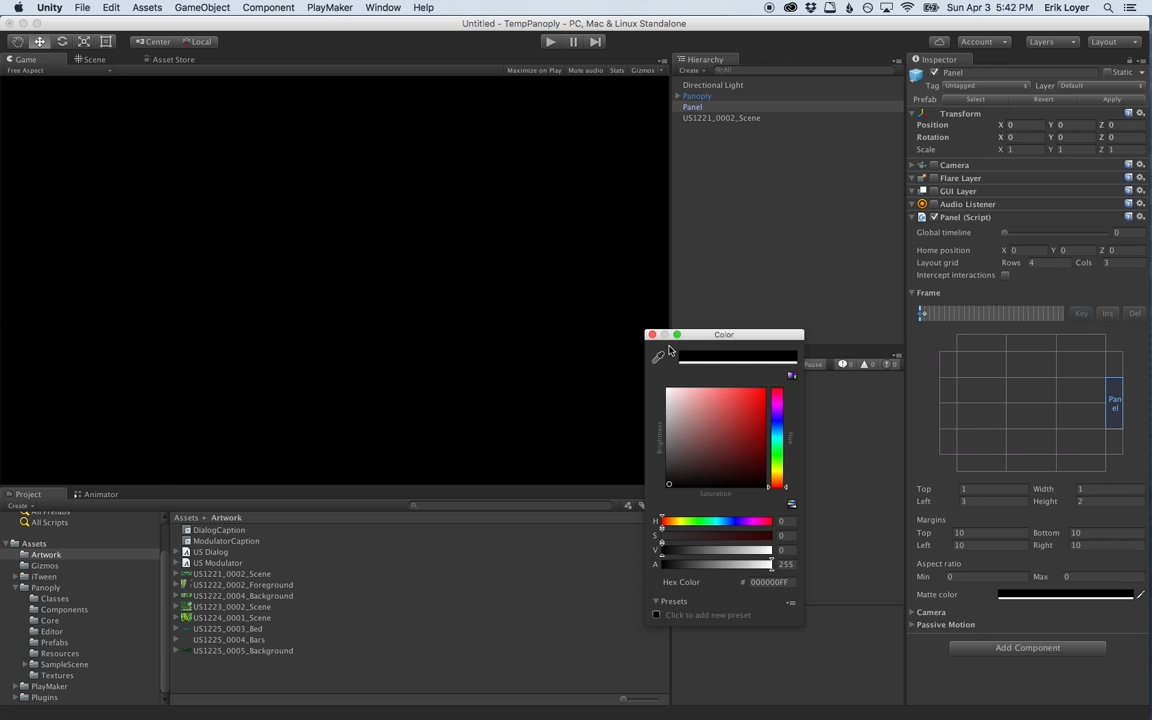 Unity File Edit Assets GameObject Component PlayMaker Window Help Sun Apr 3 5:42 PM Erik Loyer
Untitled - TempPanoply - PC, Mac & Linux Standalone
Center Local Account Layers Layout
Game Scene Asset Store Hierarchy Inspector
Free Aspect Maximize on Play Mute audio Stats Gizmos Create All
Panel Static
Directional Light
Tag Untagged Layer Default
Panoply
Prefab Select Revert Apply
Panel
Transform
US1221_0002_Scene
Position X 0 Y 0 Z 0
Rotation X 0 Y 0 Z 0
Scale X 1 Y 1 Z 1
Camera
Flare Layer
GUI Layer
Audio Listener
Panel (Script)
Global timeline 0
Home position X 0 Y 0 Z 0
Layout grid Rows 4 Cols 3
Intercept interactions
Frame
Key Ins Del
Color
Pause 0 0 0
Pan
el
Brightness
Hue
Saturation
Top 1 Width 1
Left 3 Height 2
Margins
Top 10 Bottom 10
Left 10 Right 10
Aspect ratio
Min 0 Max 0
Matte color
Camera
Passive Motion
Add Component
H 0
S 0
V 0
A 255
Hex Color # 000000FF
Presets
Click to add new preset
Project Animator
Create
All Prefabs
All Scripts
Assets
Artwork
Gizmos
iTween
Panoply
Classes
Components
Core
Editor
Prefabs
Resources
SampleScene
Textures
PlayMaker
Plugins
Assets Artwork
DialogCaption
ModulatorCaption
US Dialog
US Modulator
US1221_0002_Scene
US1222_0002_Foreground
US1222_0004_Background
US1223_0002_Scene
US1224_0001_Scene
US1225_0003_Bed
US1225_0004_Bars
US1225_0005_Background